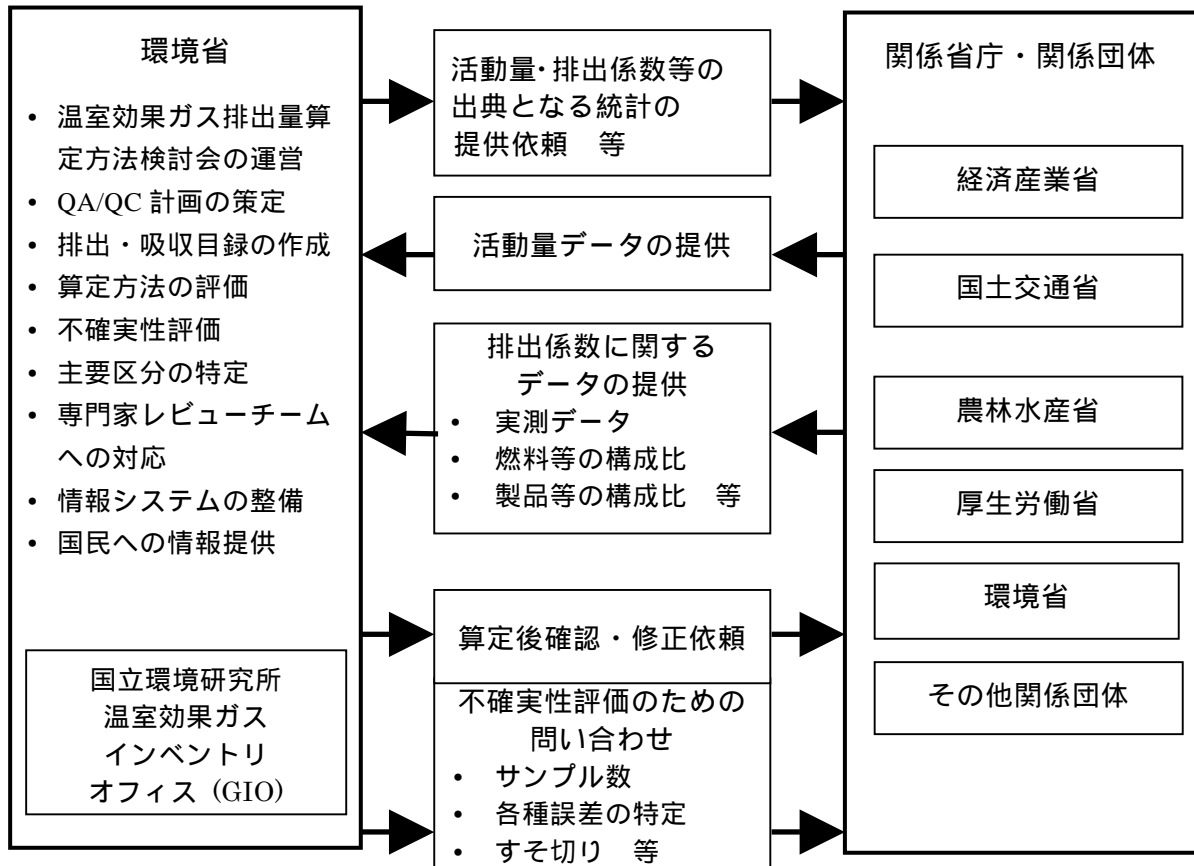 環境省
• 温室効果ガス排出量算
定方法検討会の運営
• QA/QC 計画の策定
• 排出・吸収目録の作成
• 算定方法の評価
• 不確実性評価
• 主要区分の特定
• 専門家レビューチーム
への対応
• 情報システムの整備
• 国民への情報提供
国立環境研究所
温室効果ガス
インベントリ
オフィス (GIO)
活動量・排出係数等の
出典となる統計の
提供依頼　等
活動量データの提供
排出係数に関する
データの提供
• 実測データ
• 燃料等の構成比
• 製品等の構成比　等
算定後確認・修正依頼
不確実性評価のための
問い合わせ
• サンプル数
• 各種誤差の特定
• すそ切り　等
関係省庁・関係団体
経済産業省
国土交通省
農林水産省
厚生労働省
環境省
その他関係団体